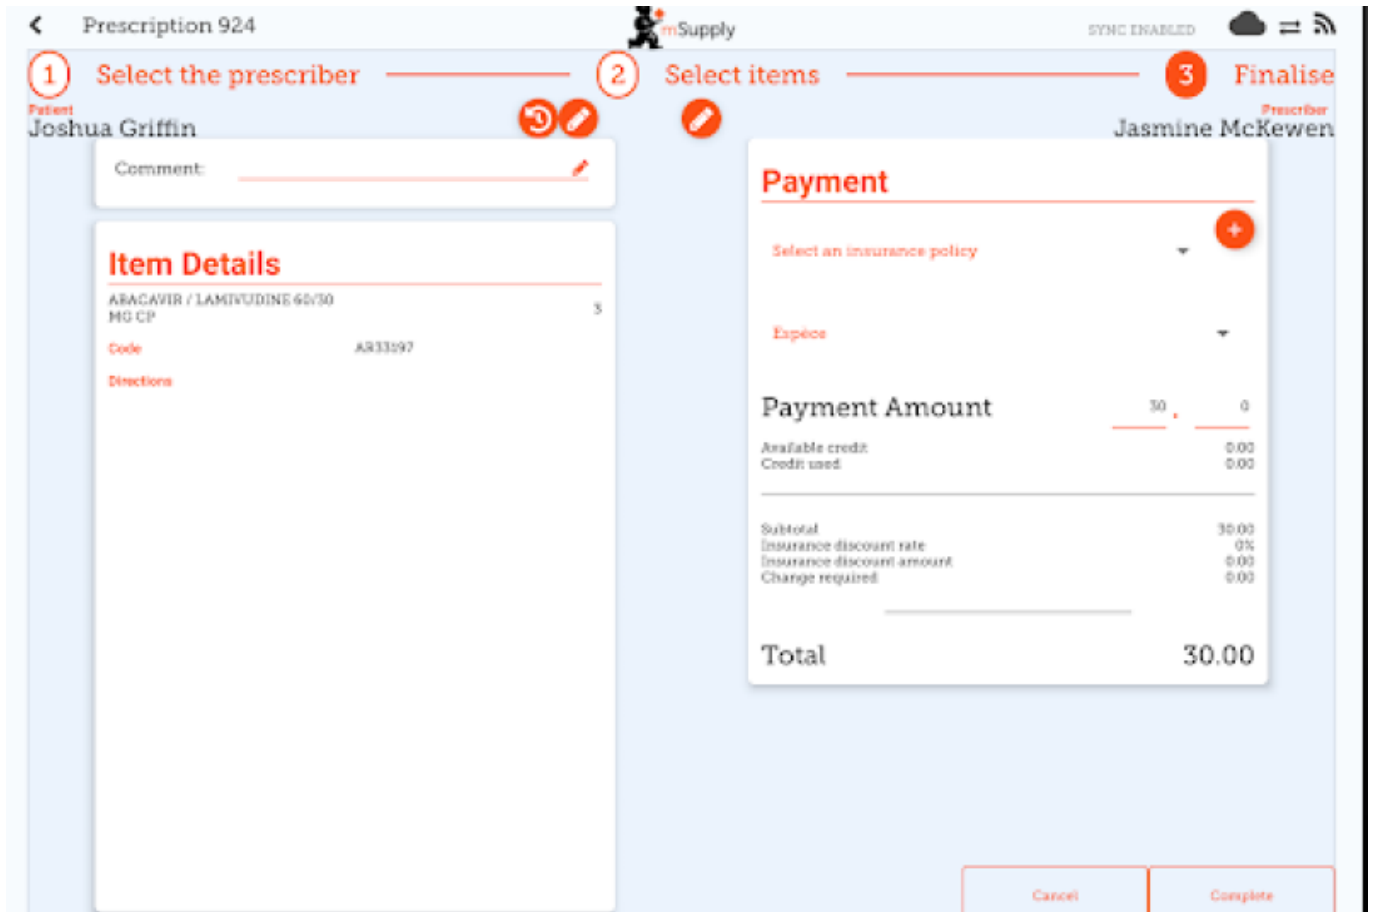 Prescription 924
mSupply
SYNC ENABLED
1 Select the prescriber
2 Select items
3 Finalise
Patient
Joshua Griffin
Prescriber
Jasmine McKewen
Comment:
Item Details
ABACAVIR / LAMIVUDINE 60/30
MG CP
3
Code AR33197
Directions
Payment
+
Select an insurance policy
Espèce
Payment Amount 30 . 0
Available credit 0.00
Credit used 0.00
Subtotal 30.00
Insurance discount rate 0%
Insurance discount amount 0.00
Change required 0.00
Total 30.00
Cancel
Complete